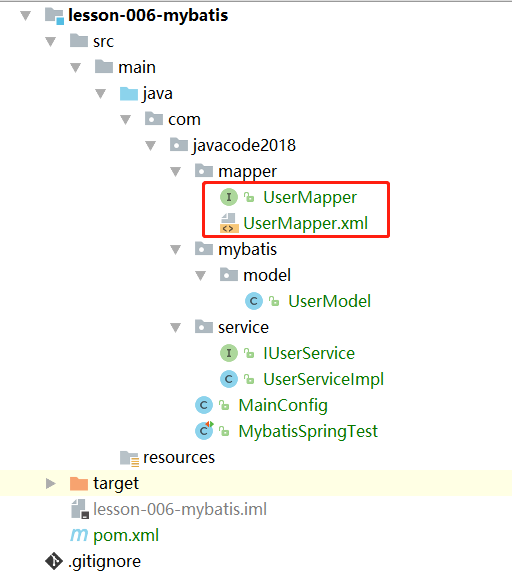 lesson-006-mybatis
src
main
java
com
javacode2018
mapper
UserMapper
UserMapper.xml
mybatis
model
UserModel
service
IUserService
UserServiceImpl
MainConfig
MybatisSpringTest
resources
target
lesson-006-mybatis.iml
pom.xml
.gitignore